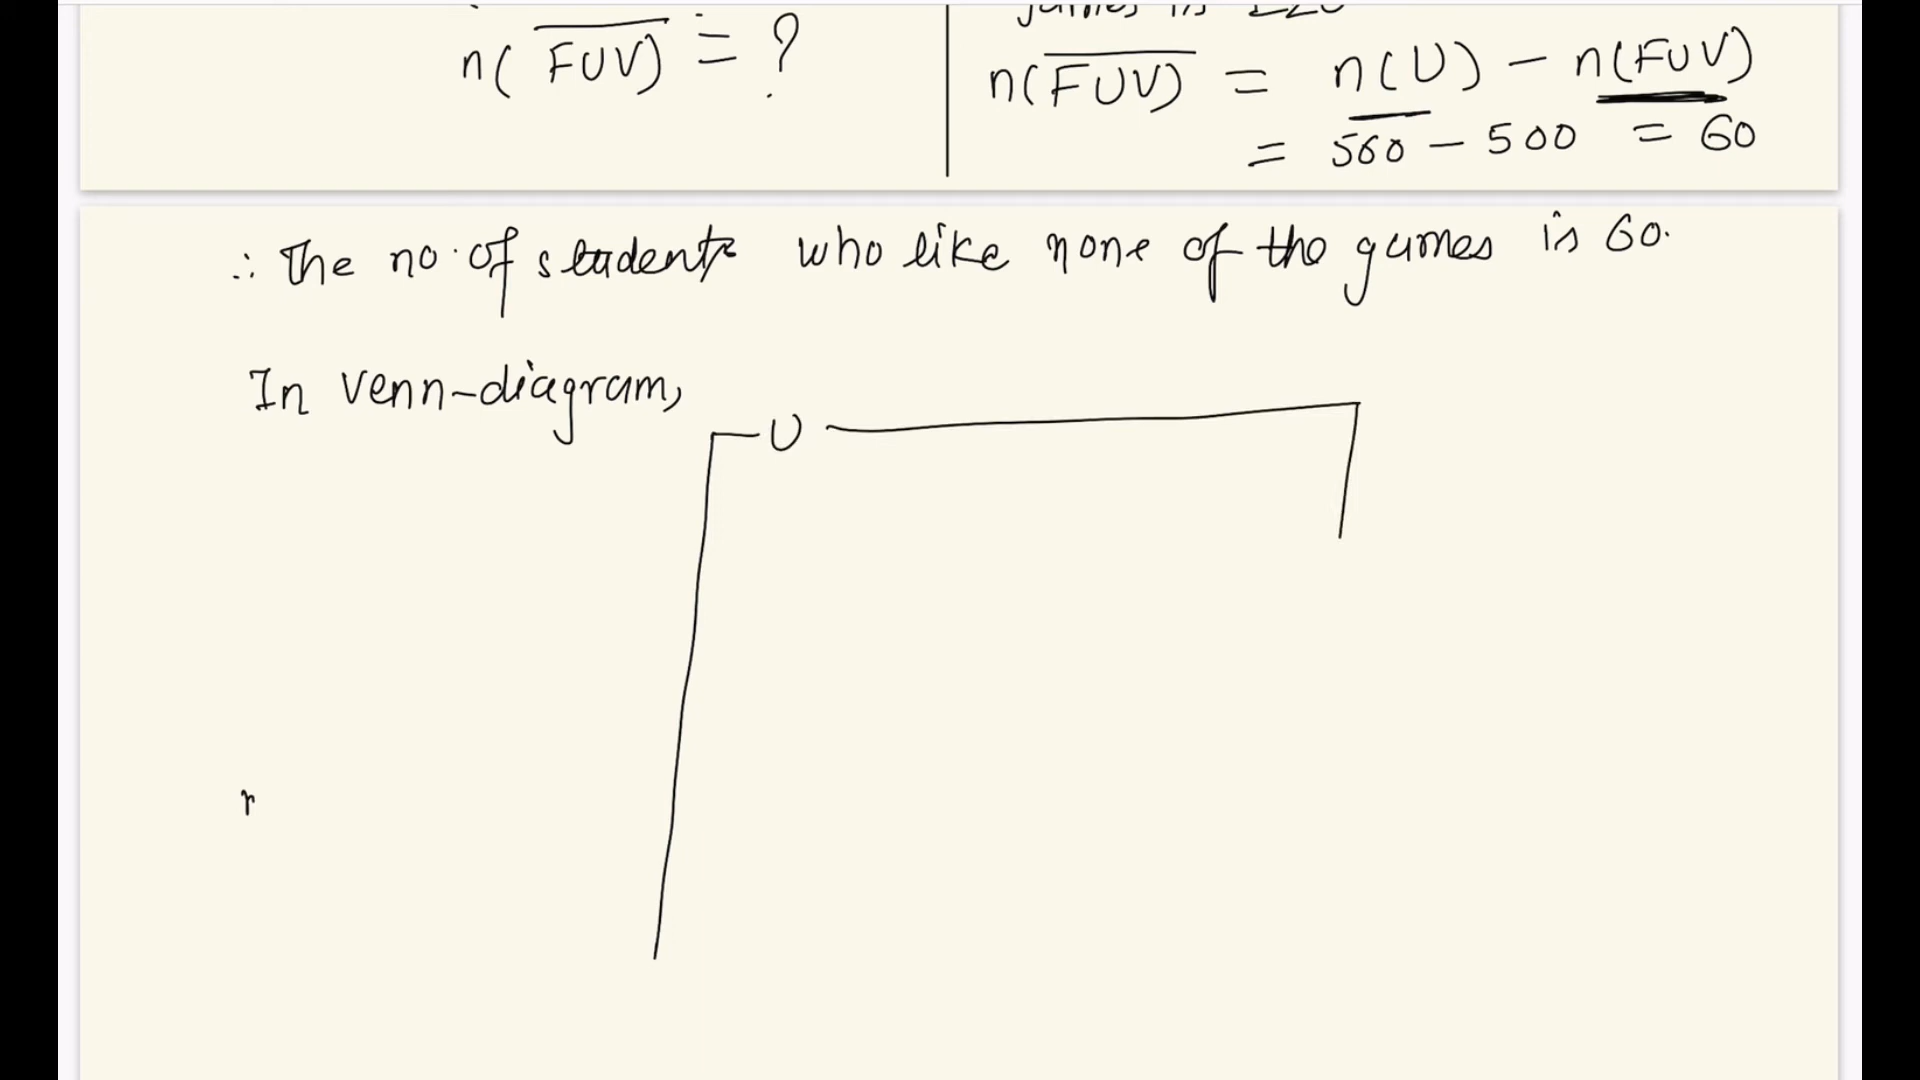 n( F∪V) = ?
n(F∪V) = n(U) - n(F∪V)
= 560 - 500 = 60
∴ The no. of students who like none of the games is 60.
In venn-diagram,
U